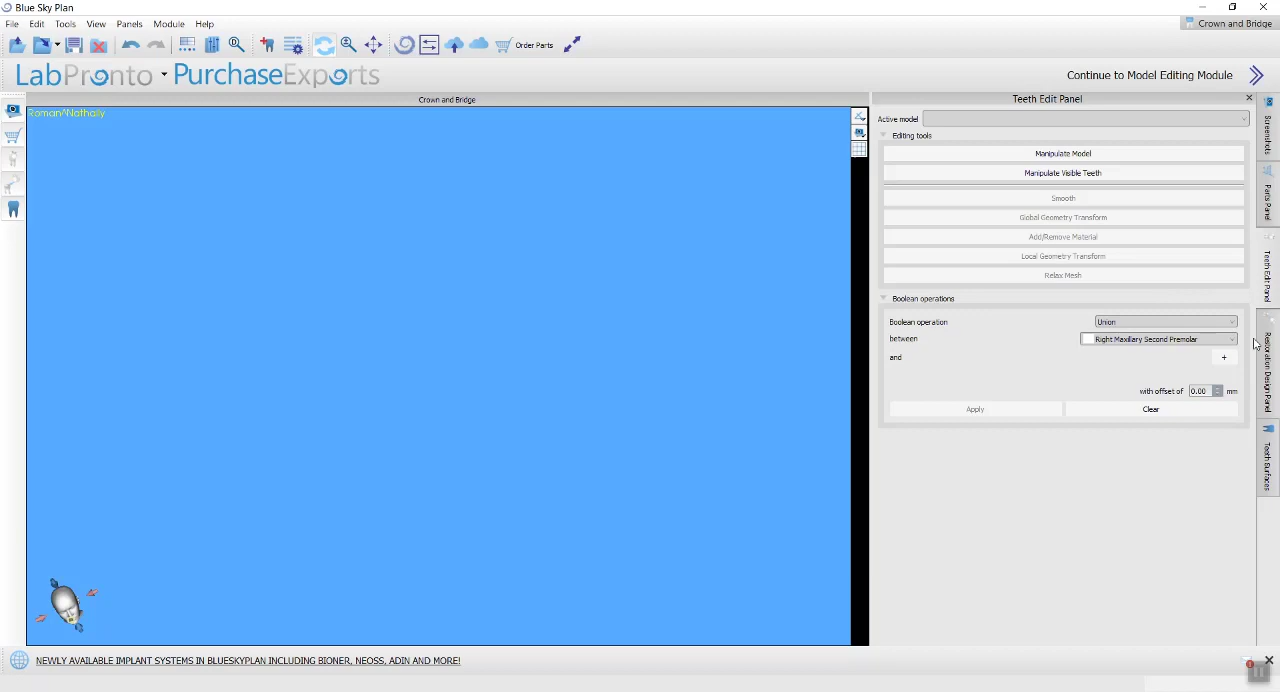 Blue Sky Plan
File Edit Tools View Panels Module Help
Crown and Bridge
Order Parts
LabPronto PurchaseExports
Continue to Model Editing Module
Crown and Bridge
Teeth Edit Panel
Roman^Nathally
Active model
Editing tools
Manipulate Model
Manipulate Visible Teeth
Smooth
Global Geometry Transform
Add/Remove Material
Local Geometry Transform
Relax Mesh
Boolean operations
Boolean operation Union
between Right Maxillary Second Premolar
and +
with offset of 0.00 mm
Apply Clear
Screenshots
Parts Panel
Teeth Edit Panel
Restoration Design Panel
Teeth Surfaces
NEWLY AVAILABLE IMPLANT SYSTEMS IN BLUESKYPLAN INCLUDING BIONER, NEOSS, ADIN AND MORE!